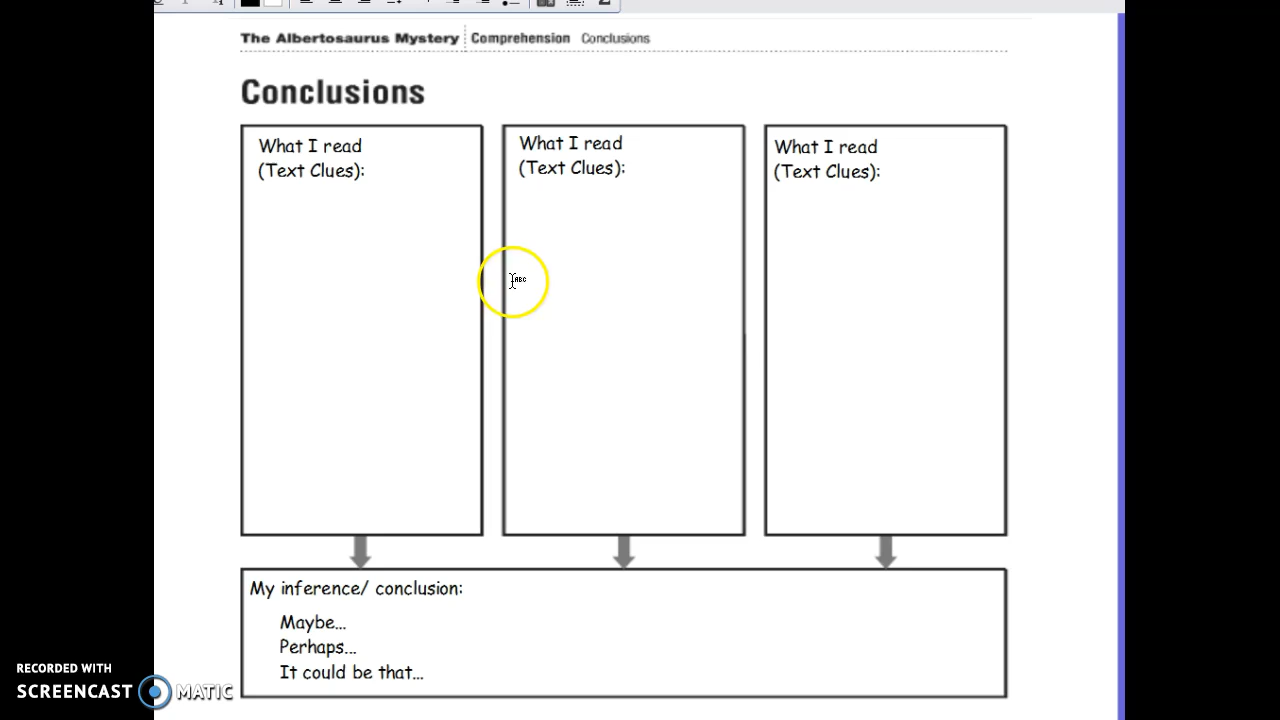 The Albertosaurus Mystery Comprehension Conclusions
Conclusions
What I read
(Text Clues):
What I read
(Text Clues):
What I read
(Text Clues):
ABC
My inference/ conclusion:
Maybe...
Perhaps...
It could be that...
RECORDED WITH
SCREENCAST MATIC